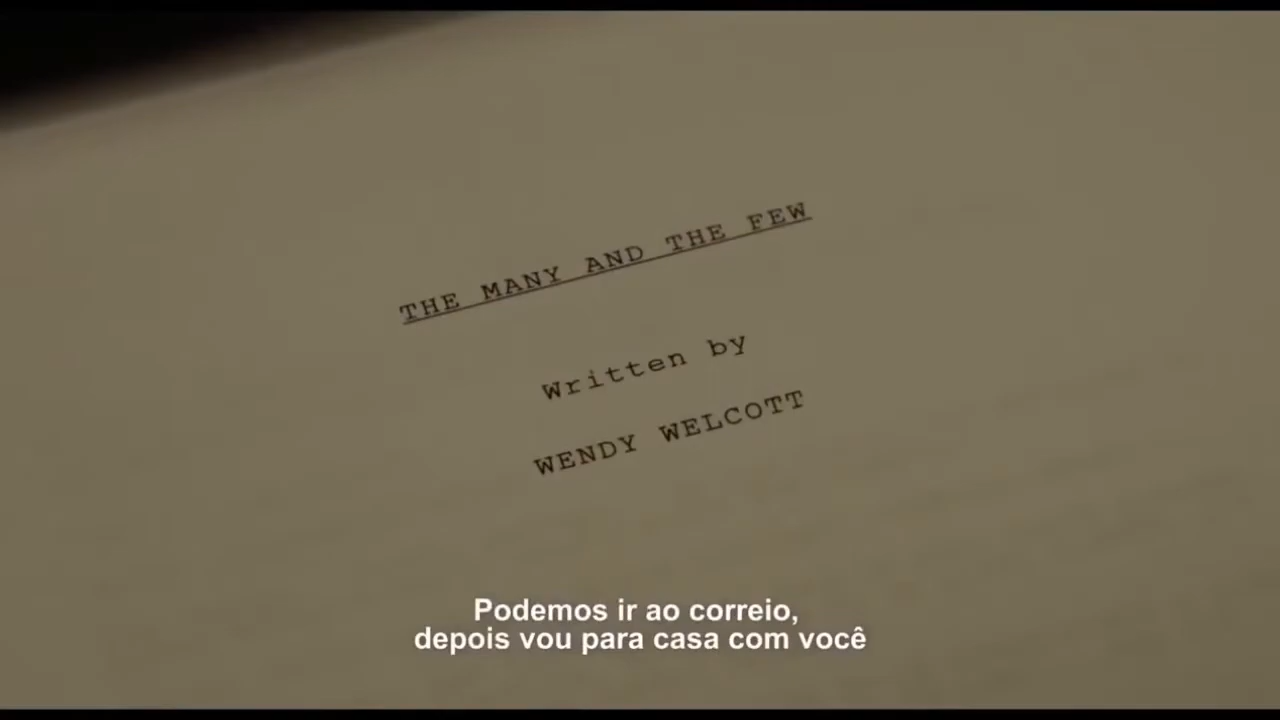 THE MANY AND THE FEW
Written by
WENDY WELCOTT
Podemos ir ao correio,
depois vou para casa com você